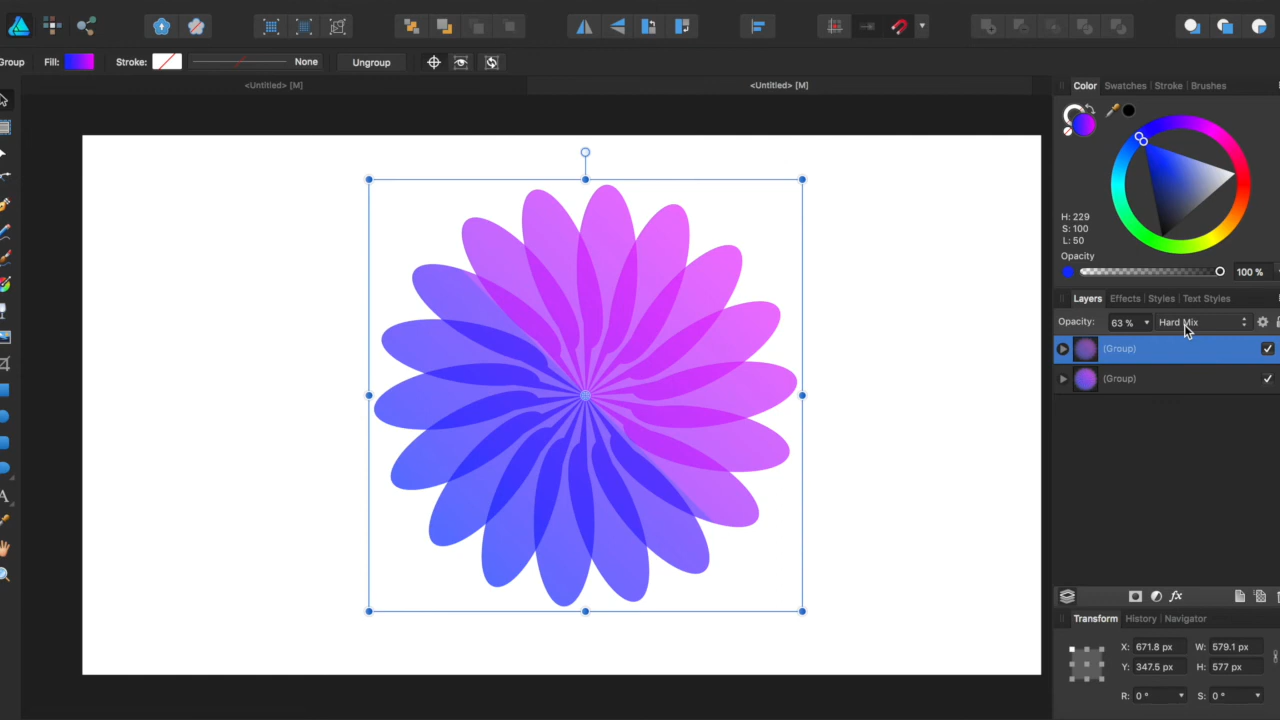 Group Fill: Stroke: None Ungroup
<Untitled> [M] <Untitled> [M]
Color Swatches Stroke Brushes
H: 229
S: 100
L: 50
Opacity
100 %
Layers Effects Styles Text Styles
Opacity: 63 % Hard Mix
(Group)
(Group)
Transform History Navigator
X: 671.8 px W: 579.1 px
Y: 347.5 px H: 577 px
R: 0 ° S: 0 °
A